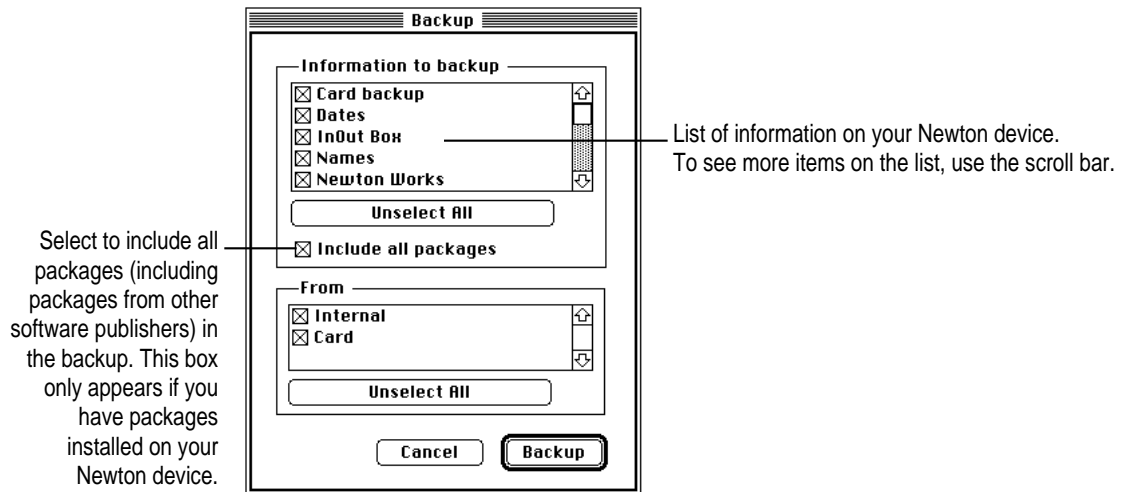 Backup
Information to backup
Card backup
Dates
InOut Box
Names
Newton Works
Unselect All
Include all packages
From
Internal
Card
Unselect All
Cancel
Backup
List of information on your Newton device.
To see more items on the list, use the scroll bar.
Select to include all
packages (including
packages from other
software publishers) in
the backup. This box
only appears if you
have packages
installed on your
Newton device.